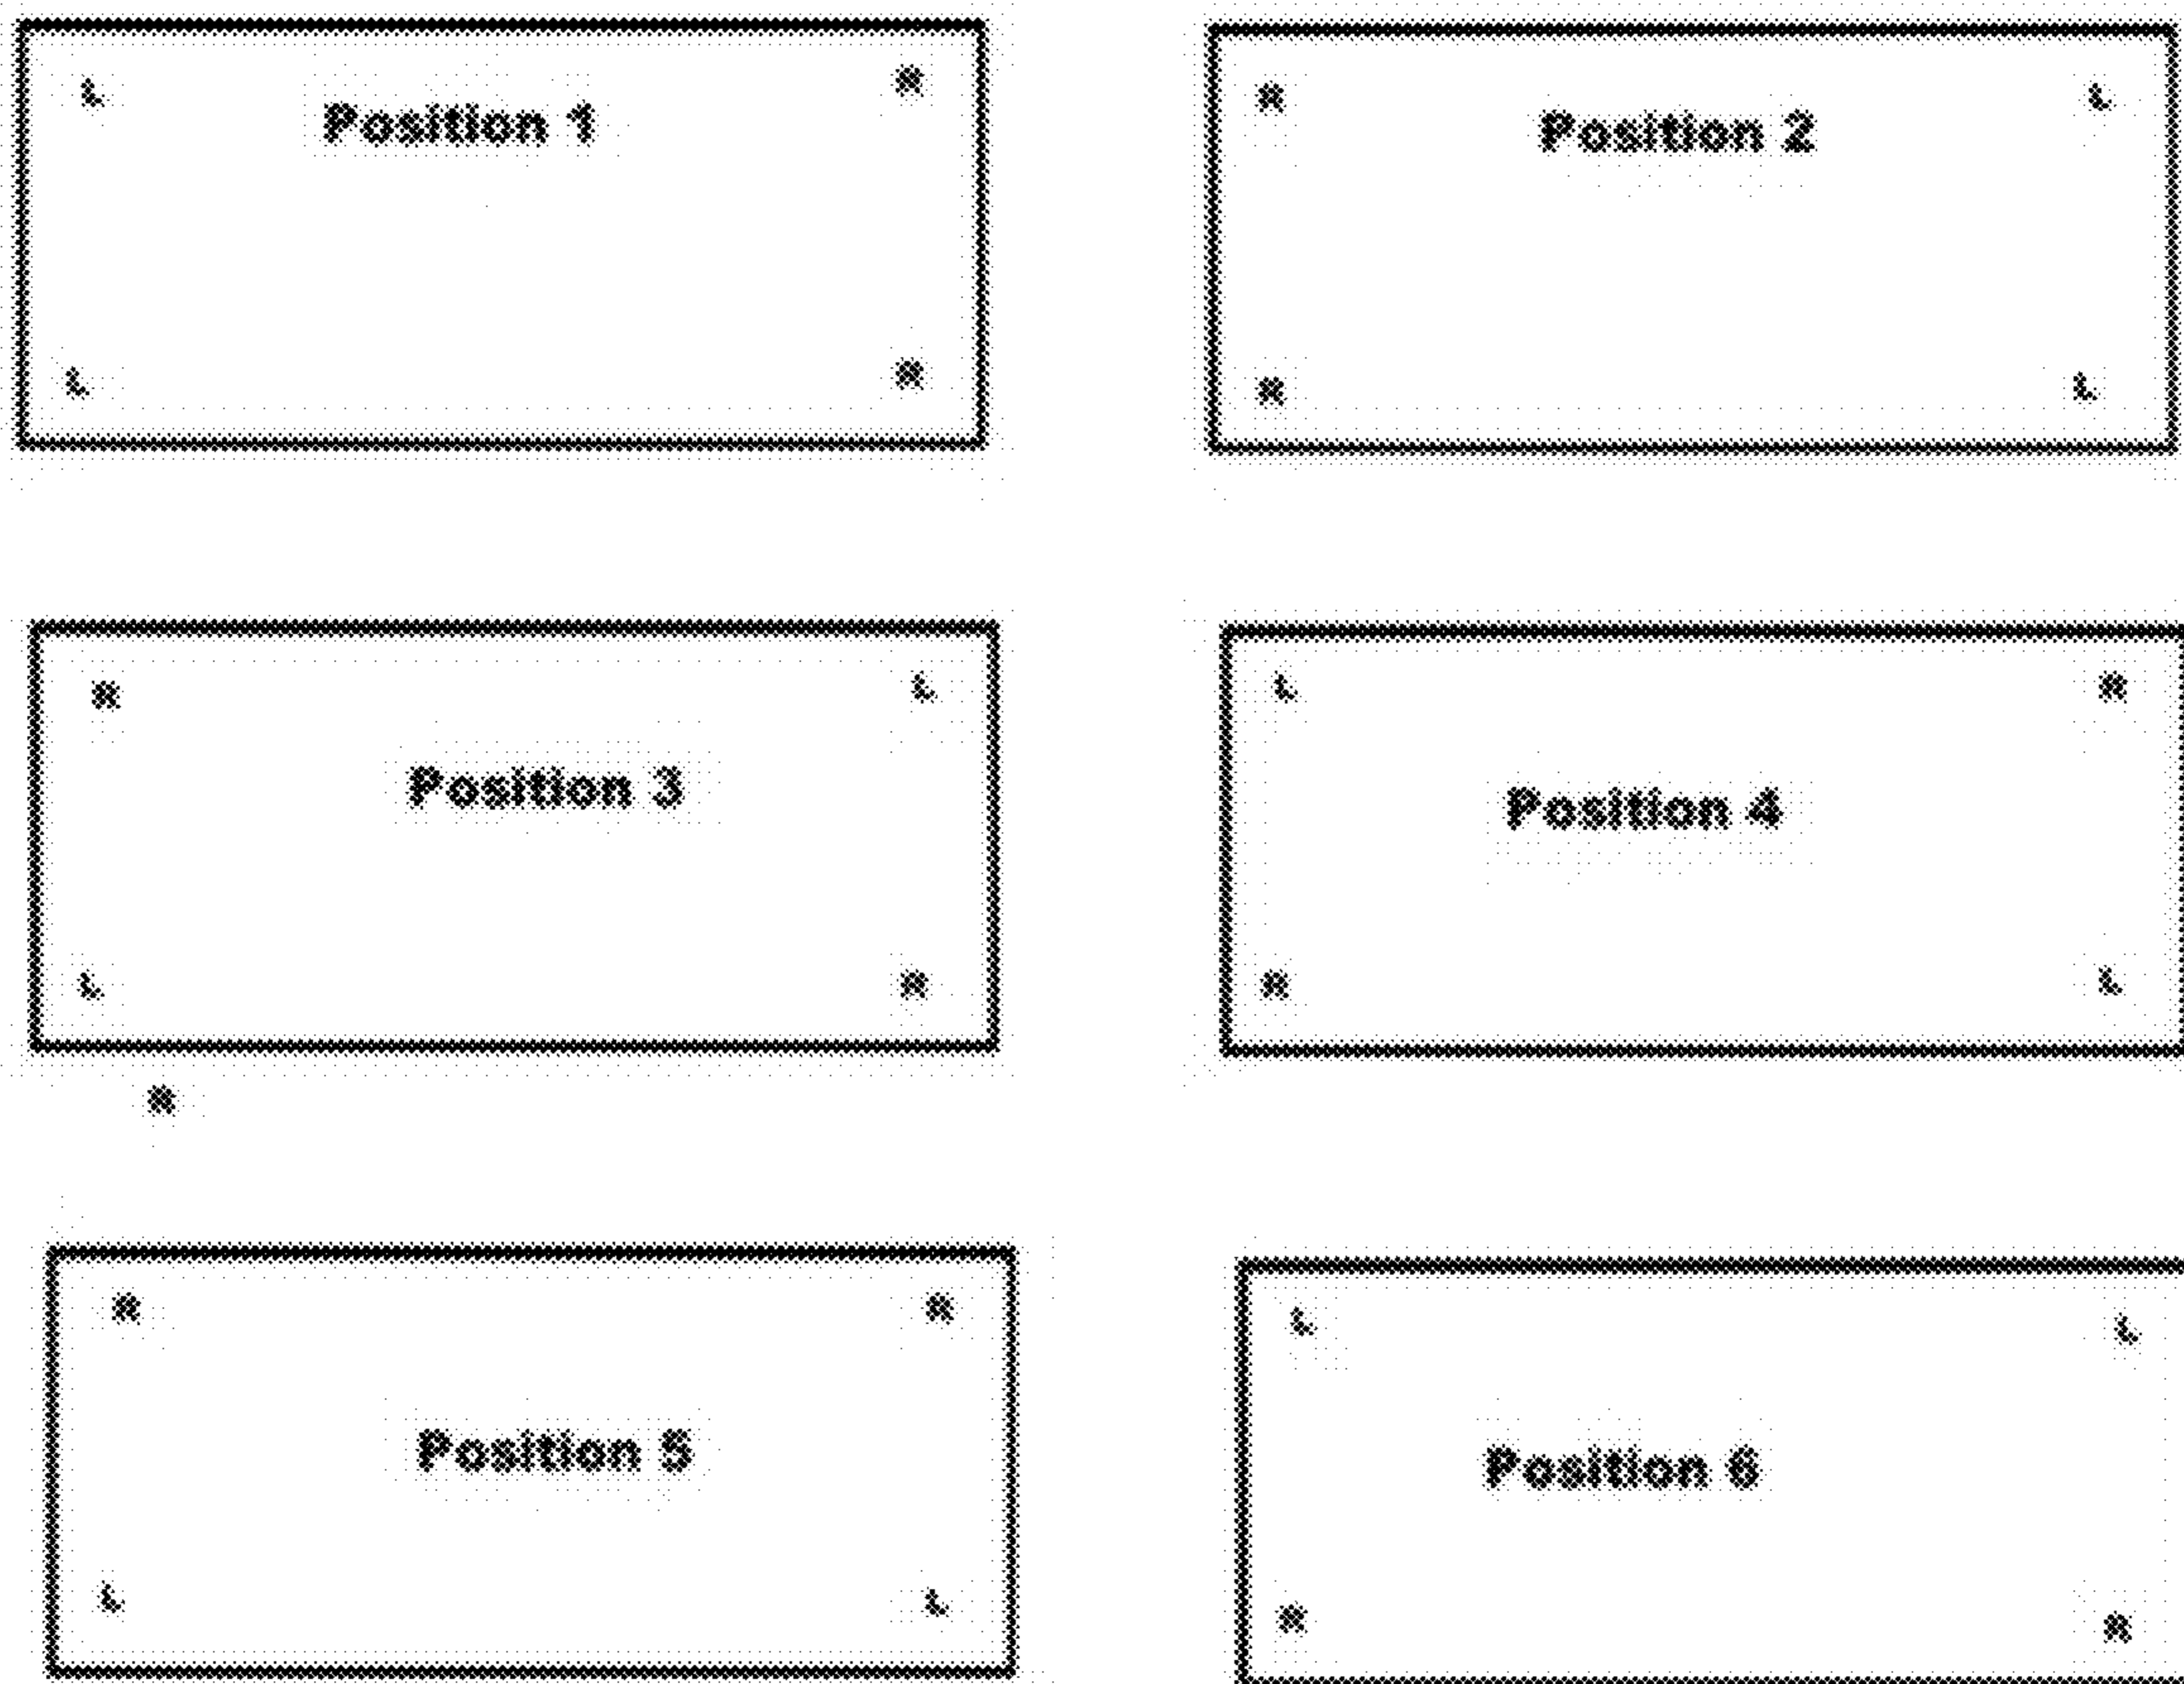 L R
Position 1
L R
R L
Position 2
R L
R L
Position 3
L R
L R
Position 4
R L
R
R R
Position 5
L L
L L
Position 6
R R